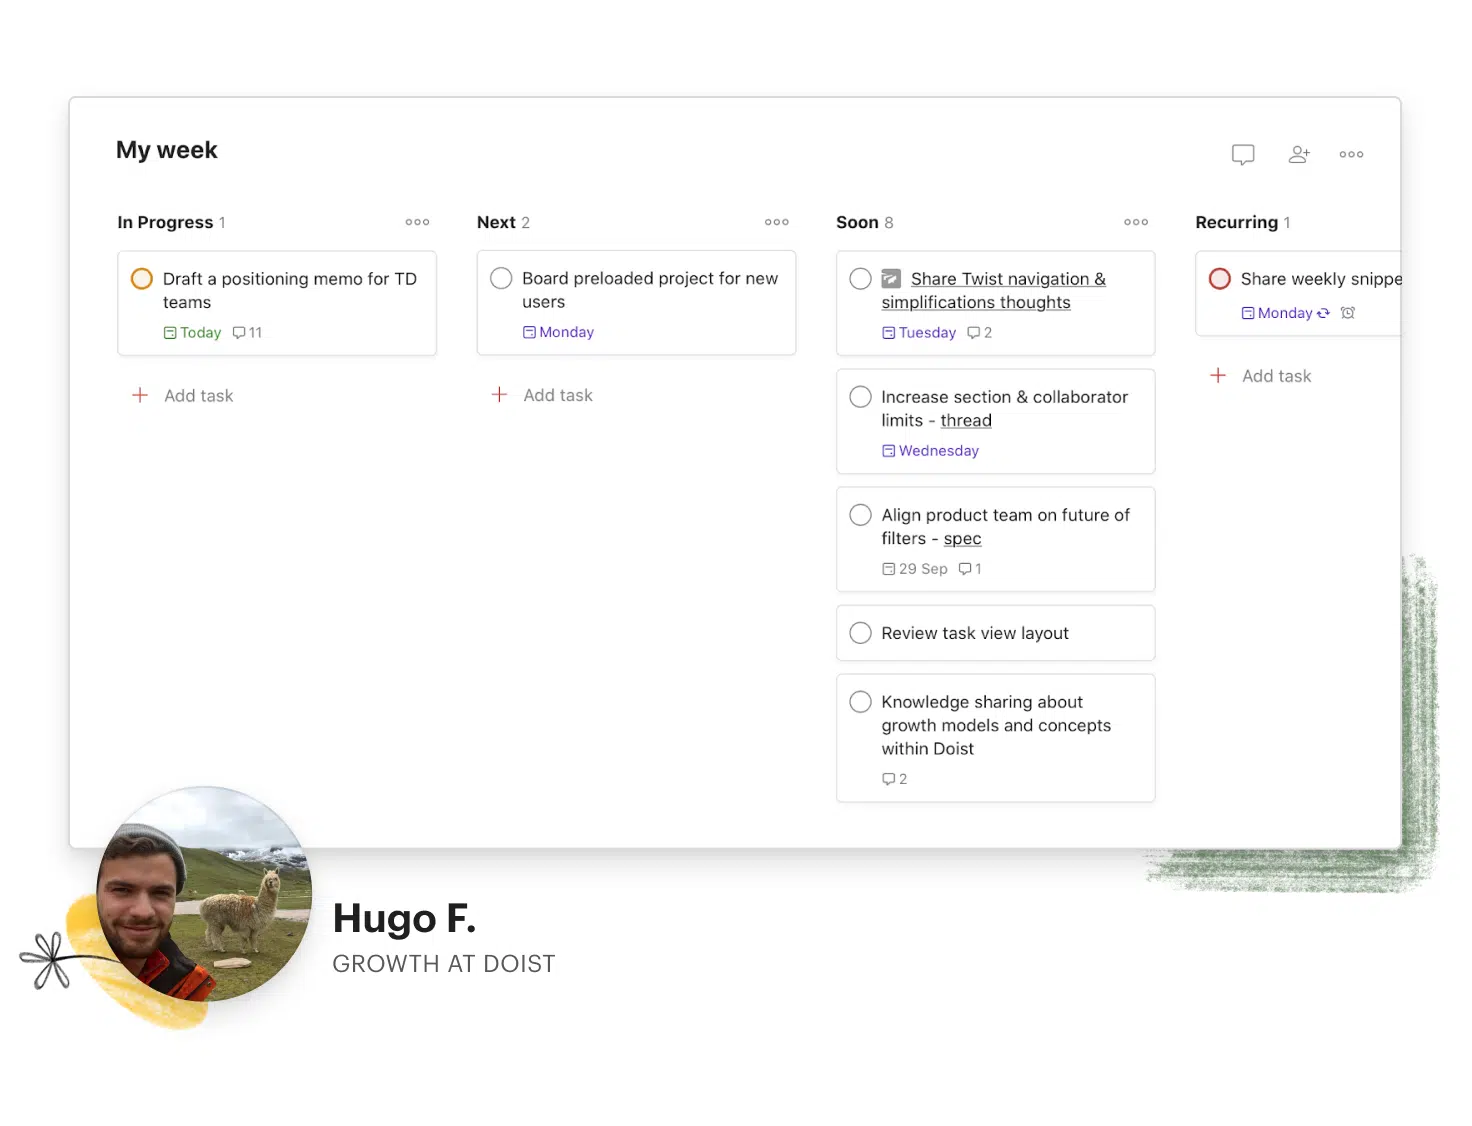 My week
In Progress 1
Draft a positioning memo for TD
teams
Today 11
Add task
Next 2
Board preloaded project for new
users
Monday
Add task
Soon 8
Share Twist navigation &
simplifications thoughts
Tuesday 2
Increase section & collaborator
limits - thread
Wednesday
Align product team on future of
filters - spec
29 Sep 1
Review task view layout
Knowledge sharing about
growth models and concepts
within Doist
2
Recurring 1
Share weekly snippe
Monday
Add task
Hugo F.
GROWTH AT DOIST